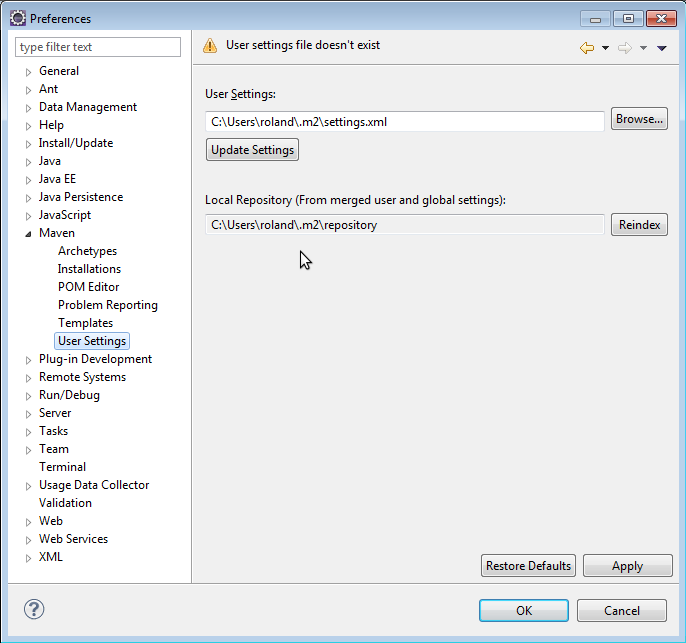 Preferences
type filter text
General
Ant
Data Management
Help
Install/Update
Java
Java EE
Java Persistence
JavaScript
Maven
Archetypes
Installations
POM Editor
Problem Reporting
Templates
User Settings
Plug-in Development
Remote Systems
Run/Debug
Server
Tasks
Team
Terminal
Usage Data Collector
Validation
Web
Web Services
XML
User settings file doesn't exist
User Settings:
C:\Users\roland\.m2\settings.xml
Browse...
Update Settings
Local Repository (From merged user and global settings):
C:\Users\roland\.m2\repository
Reindex
Restore Defaults
Apply
?
OK
Cancel